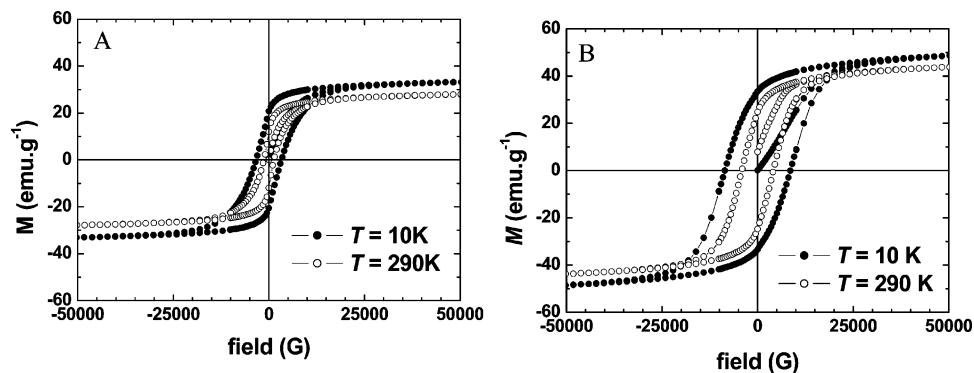 A
60
40
20
0
-20
-40
-60
M (emu.g-1)
-50000 -25000 0 25000 50000
field (G)
T = 10K
T = 290K
B
60
40
20
0
-20
-40
-60
M (emu.g-1)
-50000 -25000 0 25000 50000
field (G)
T = 10 K
T = 290 K